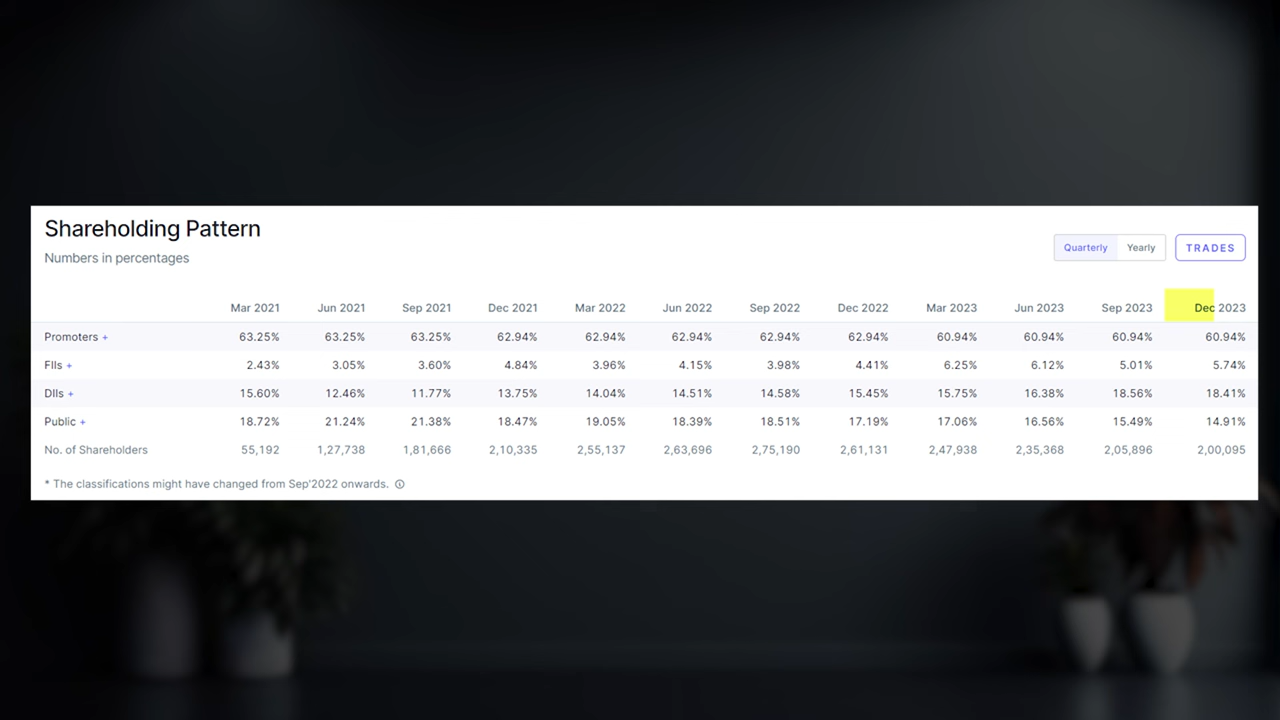 Shareholding Pattern
Numbers in percentages
Quarterly Yearly TRADES
Mar 2021 Jun 2021 Sep 2021 Dec 2021 Mar 2022 Jun 2022 Sep 2022 Dec 2022 Mar 2023 Jun 2023 Sep 2023 Dec 2023
Promoters + 63.25% 63.25% 63.25% 62.94% 62.94% 62.94% 62.94% 62.94% 60.94% 60.94% 60.94% 60.94%
FIIs + 2.43% 3.05% 3.60% 4.84% 3.96% 4.15% 3.98% 4.41% 6.25% 6.12% 5.01% 5.74%
DIIs + 15.60% 12.46% 11.77% 13.75% 14.04% 14.51% 14.58% 15.45% 15.75% 16.38% 18.56% 18.41%
Public + 18.72% 21.24% 21.38% 18.47% 19.05% 18.39% 18.51% 17.19% 17.06% 16.56% 15.49% 14.91%
No. of Shareholders 55,192 1,27,738 1,81,666 2,10,335 2,55,137 2,63,696 2,75,190 2,61,131 2,47,938 2,35,368 2,05,896 2,00,095
* The classifications might have changed from Sep'2022 onwards.